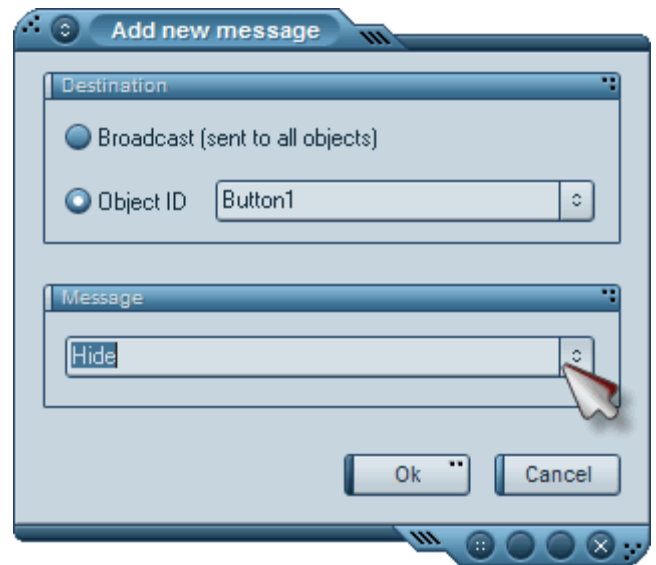 Add new message
Destination
Broadcast (sent to all objects)
Object ID Button1
Message
Hide
Ok Cancel